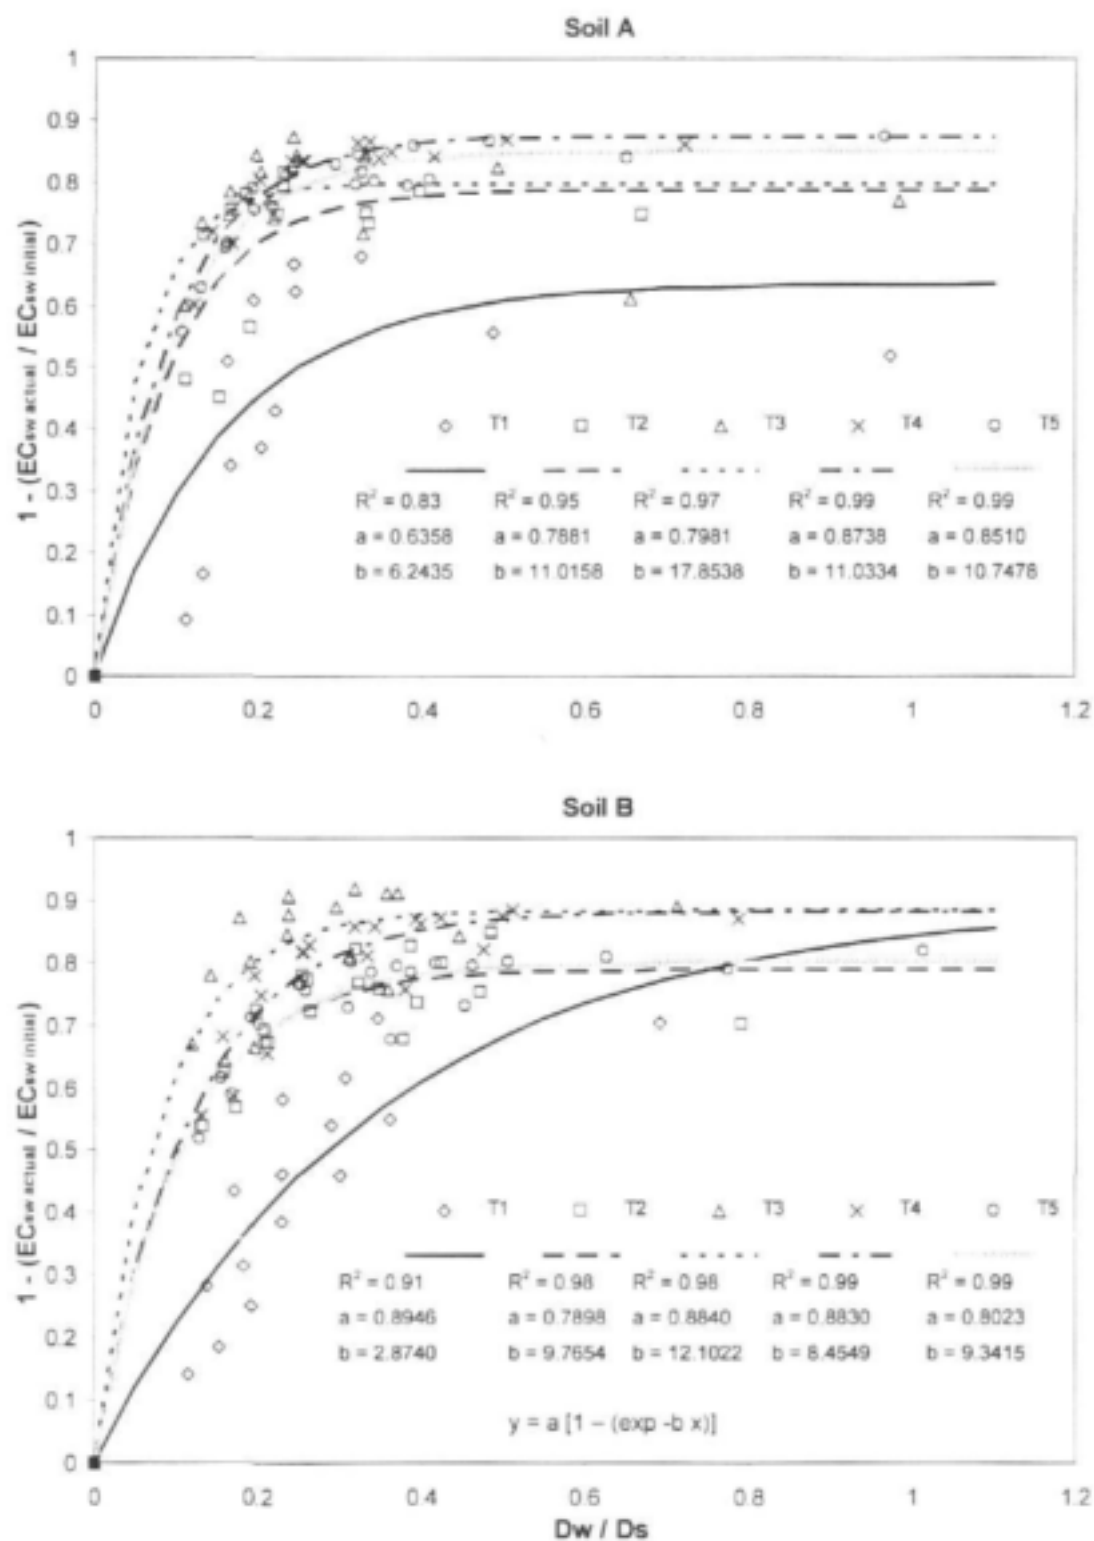 Soil A
1 - (ECsw actual / ECsw initial)
1
0.9
0.8
0.7
0.6
0.5
0.4
0.3
0.2
0.1
0
T1 T2 T3 T4 T5
R² = 0.83 R² = 0.95 R² = 0.97 R² = 0.99 R² = 0.99
a = 0.6358 a = 0.7881 a = 0.7981 a = 0.8738 a = 0.8510
b = 6.2435 b = 11.0158 b = 17.8538 b = 11.0334 b = 10.7478
0 0.2 0.4 0.6 0.8 1 1.2
Soil B
1 - (ECsw actual / ECsw initial)
1
0.9
0.8
0.7
0.6
0.5
0.4
0.3
0.2
0.1
0
T1 T2 T3 T4 T5
R² = 0.91 R² = 0.98 R² = 0.98 R² = 0.99 R² = 0.99
a = 0.8946 a = 0.7898 a = 0.8840 a = 0.8830 a = 0.8023
b = 2.8740 b = 9.7654 b = 12.1022 b = 8.4549 b = 9.3415
y = a [1 – (exp -b x)]
0 0.2 0.4 0.6 0.8 1 1.2
Dw / Ds